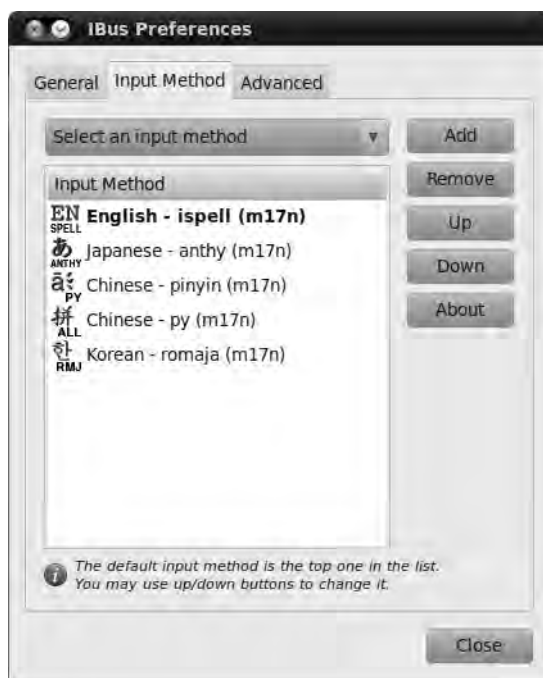 IBus Preferences
General Input Method Advanced
Select an input method Add
Input Method Remove
EN SPELL English - ispell (m17n) Up
あ ANTHY Japanese - anthy (m17n) Down
PY Chinese - pinyin (m17n)
拼 ALL Chinese - py (m17n) About
한 RMJ Korean - romaja (m17n)
The default input method is the top one in the list.
You may use up/down buttons to change it.
Close